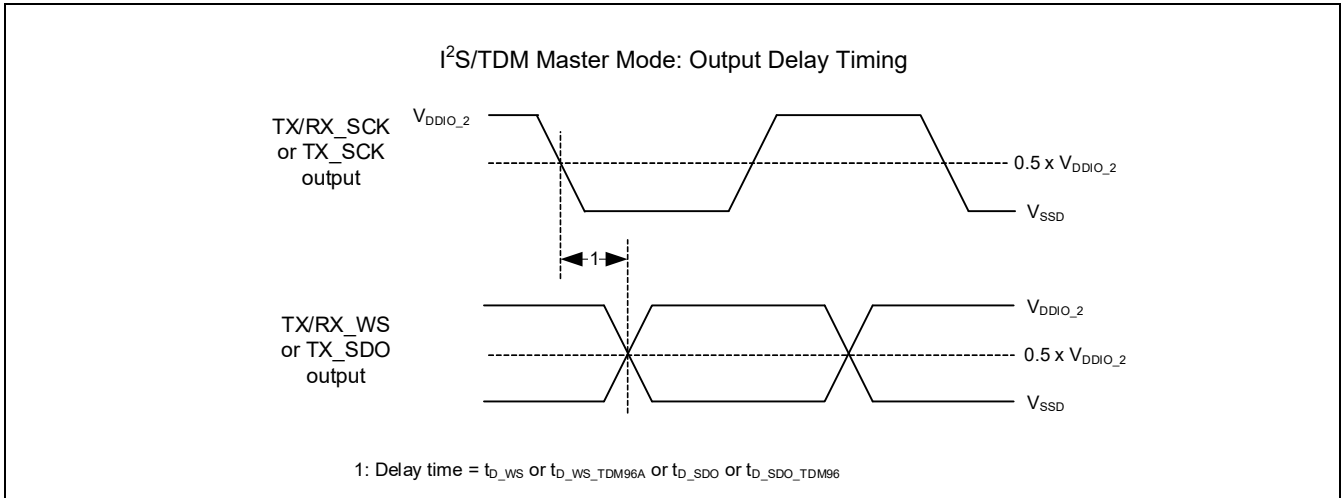 I²S/TDM Master Mode: Output Delay Timing
TX/RX_SCK
or TX_SCK
output
VDDIO_2
0.5 x VDDIO_2
VSSD
1
TX/RX_WS
or TX_SDO
output
VDDIO_2
0.5 x VDDIO_2
VSSD
1: Delay time = tD_WS or tD_WS_TDM96A or tD_SDO or tD_SDO_TDM96